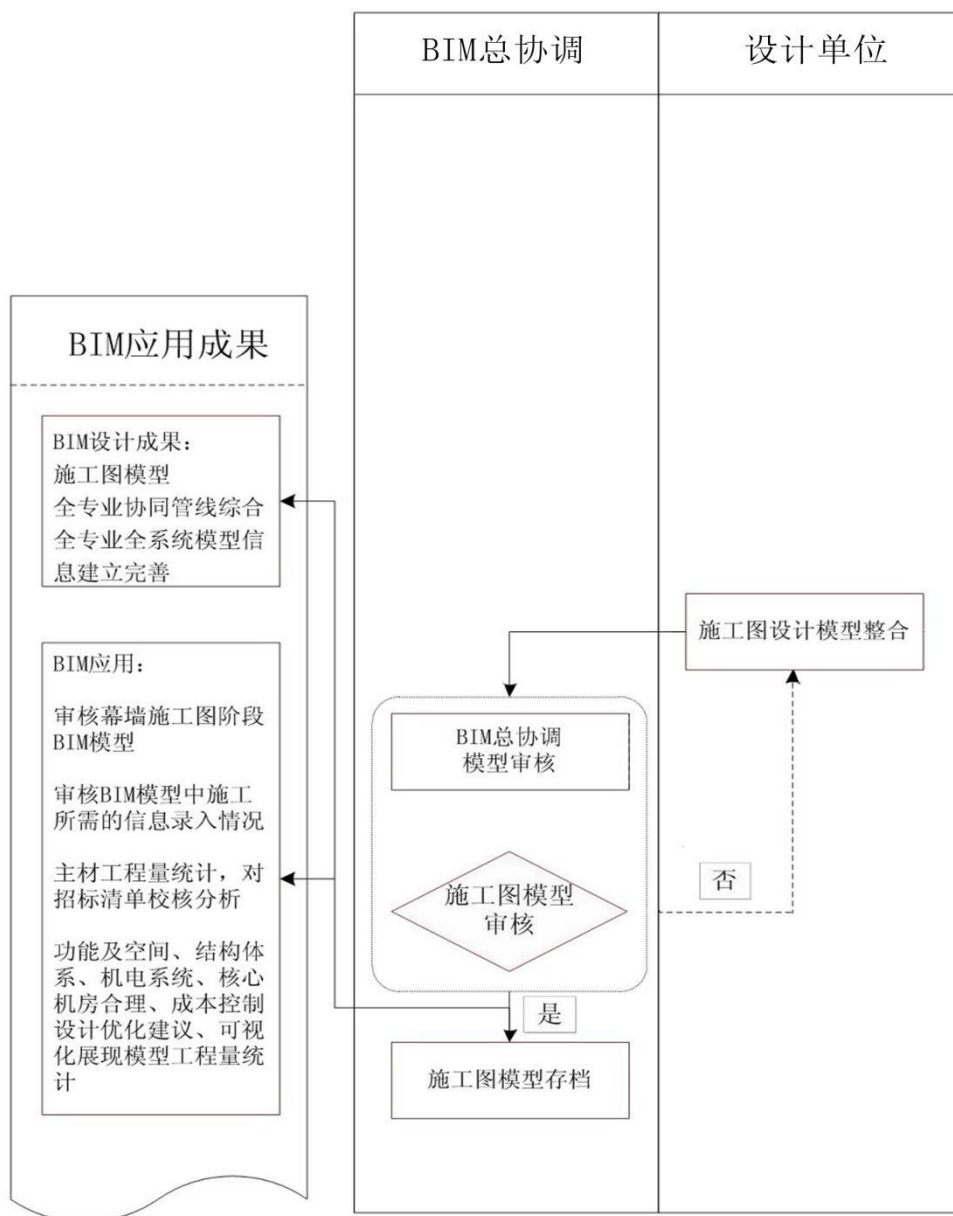 BIM总协调
设计单位
BIM应用成果
BIM设计成果：
施工图模型
全专业协同管线综合
全专业全系统模型信
息建立完善
施工图设计模型整合
BIM应用：
审核幕墙施工图阶段
BIM模型
审核BIM模型中施工
所需的信息录入情况
主材工程量统计，对
招标清单校核分析
功能及空间、结构体
系、机电系统、核心
机房合理、成本控制
设计优化建议、可视
化展现模型工程量统
计
BIM总协调
模型审核
施工图模型
审核
否
是
施工图模型存档